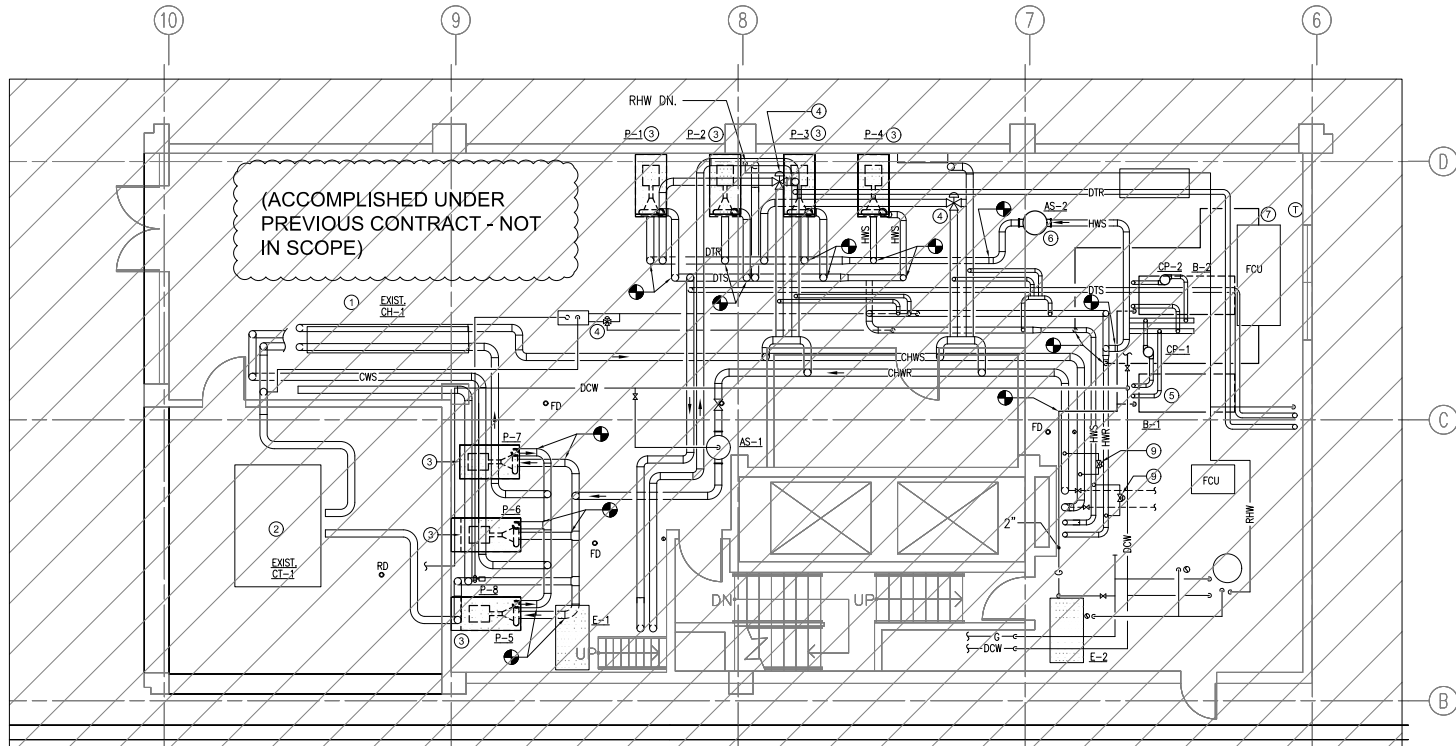 10
9
8
7
6
RHW DN.
4
P-1 3
P-2 3
P-3 3
P-4 3
D
(ACCOMPLISHED UNDER
PREVIOUS CONTRACT - NOT
IN SCOPE)
DTR
AS-2
7
T
4
6
HWS
HWS
HWS
DTR
FCU
CP-2
B-2
DTS
DTS
1
EXIST.
CH-1
4
CP-1
CHWS
CHWR
CWS
DCW
5
B-1
FD
AS-1
FD
C
HWS
HWR
P-7
3
9
9
FCU
P-6
3
2
2"
RHW
EXIST.
CT-1
RD
FD
DCW
G
P-8
DN
UP
E-1
3
P-5
UP
G
DCW
E-2
B